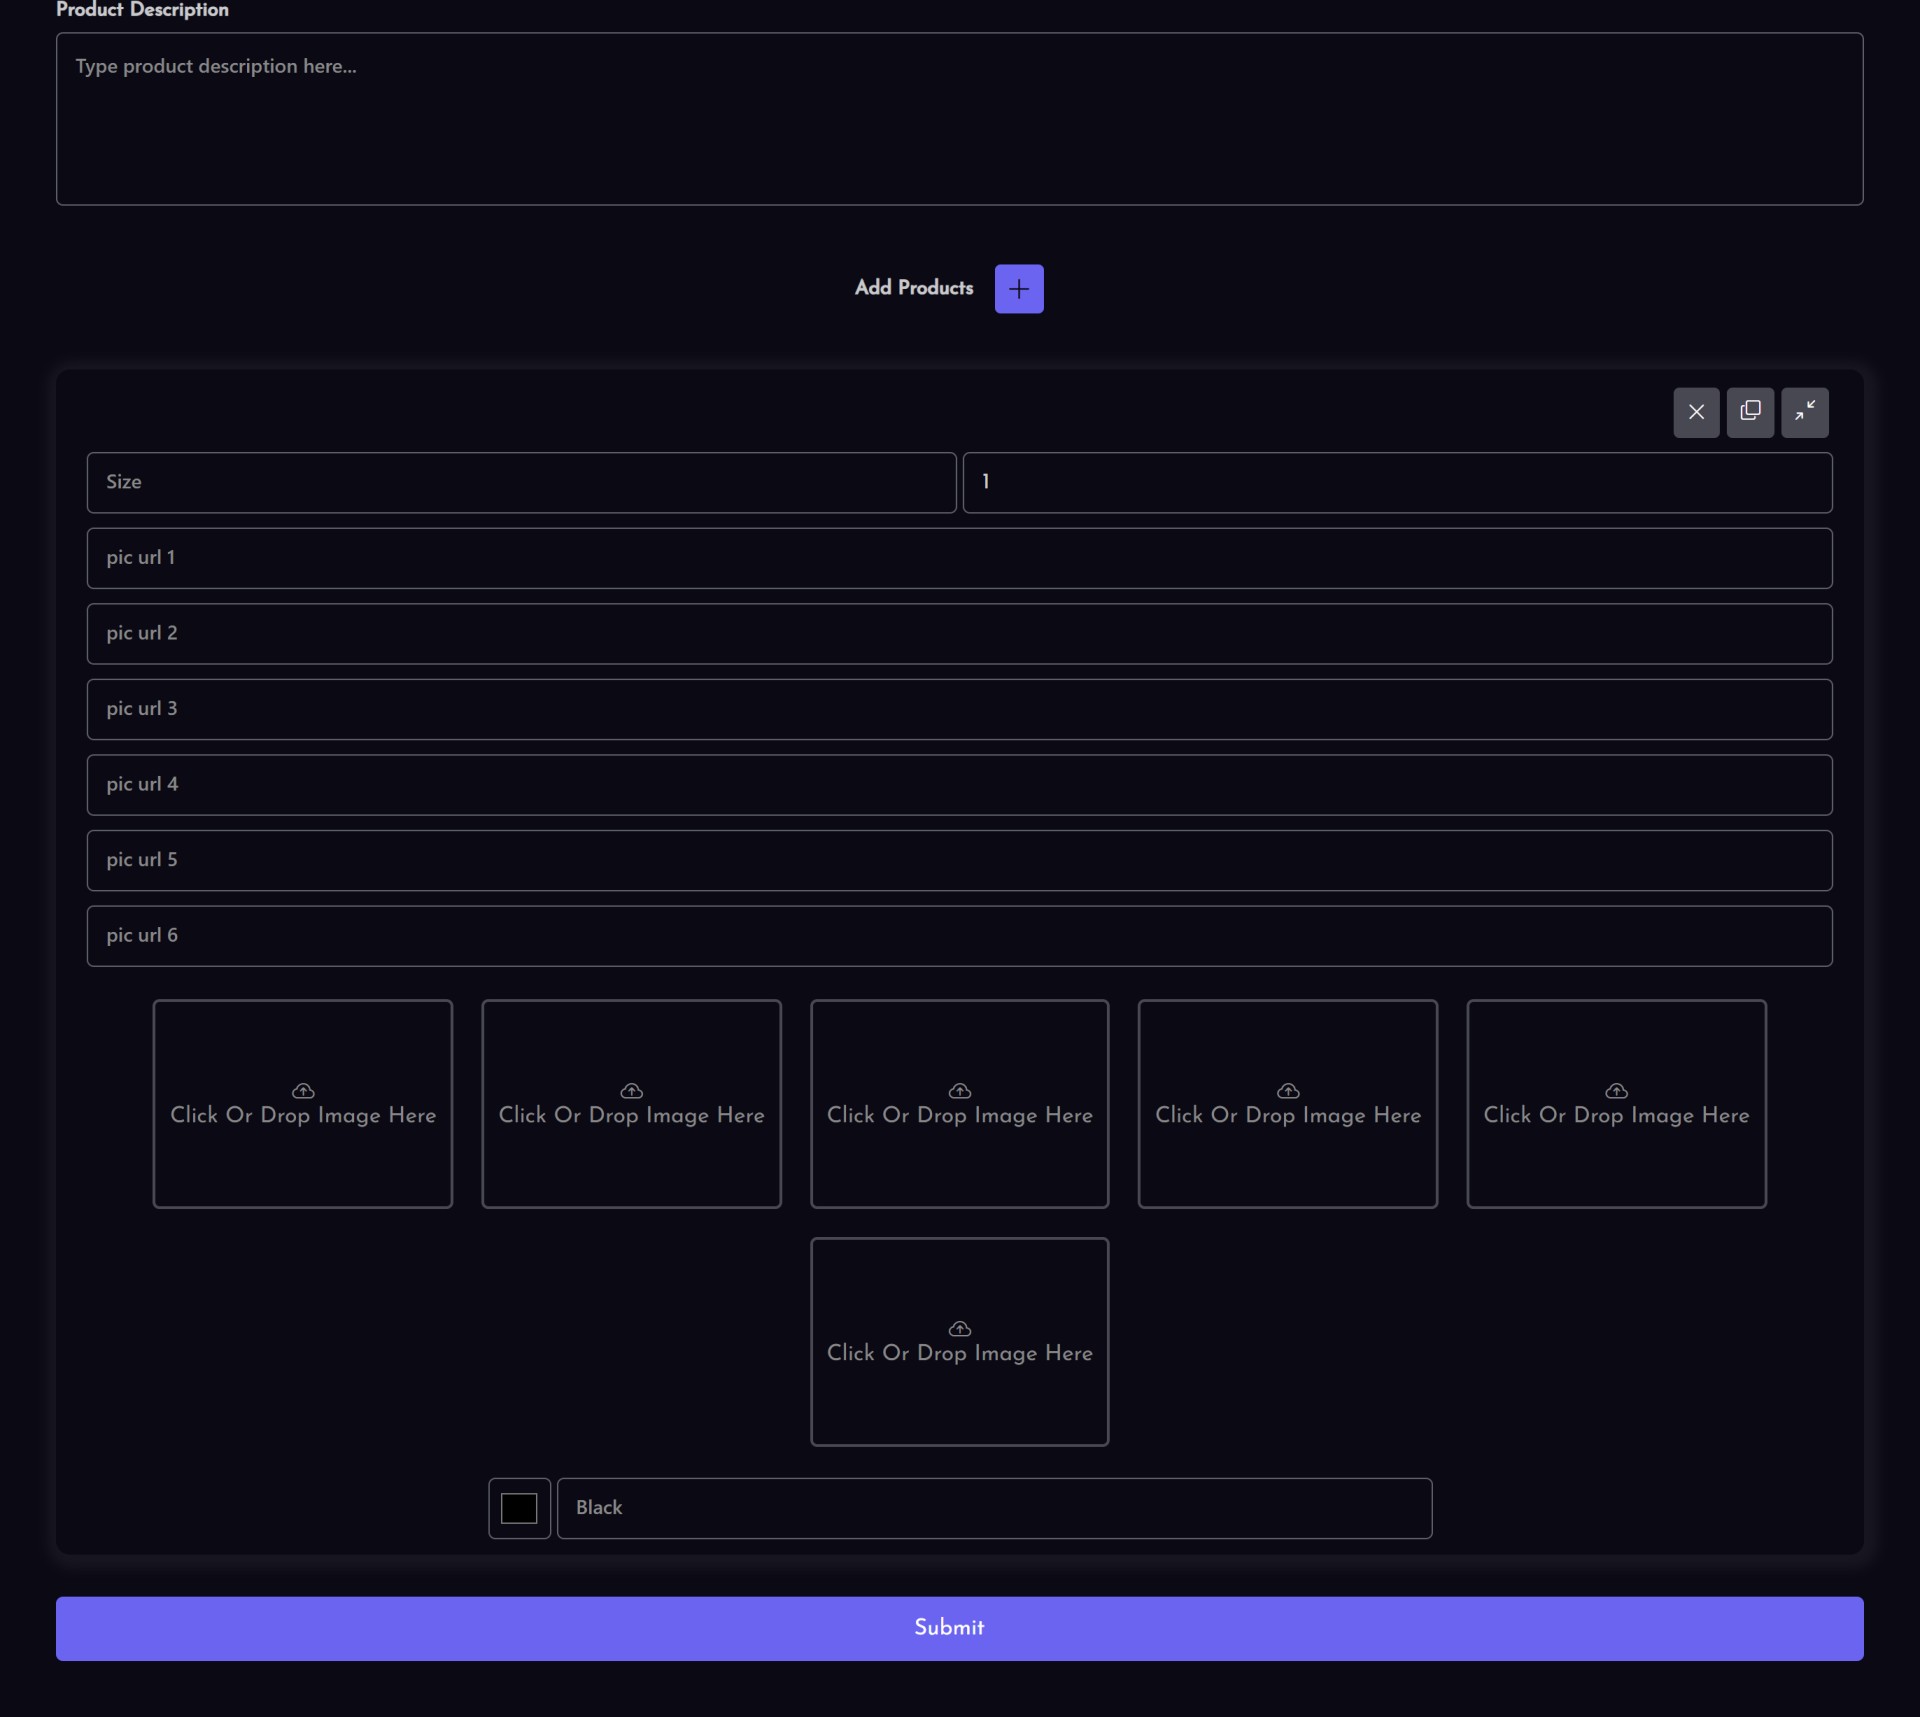 Product Description
Type product description here...
Add Products
Size
1
pic url 1
pic url 2
pic url 3
pic url 4
pic url 5
pic url 6
Click Or Drop Image Here
Click Or Drop Image Here
Click Or Drop Image Here
Click Or Drop Image Here
Click Or Drop Image Here
Click Or Drop Image Here
Black
Submit